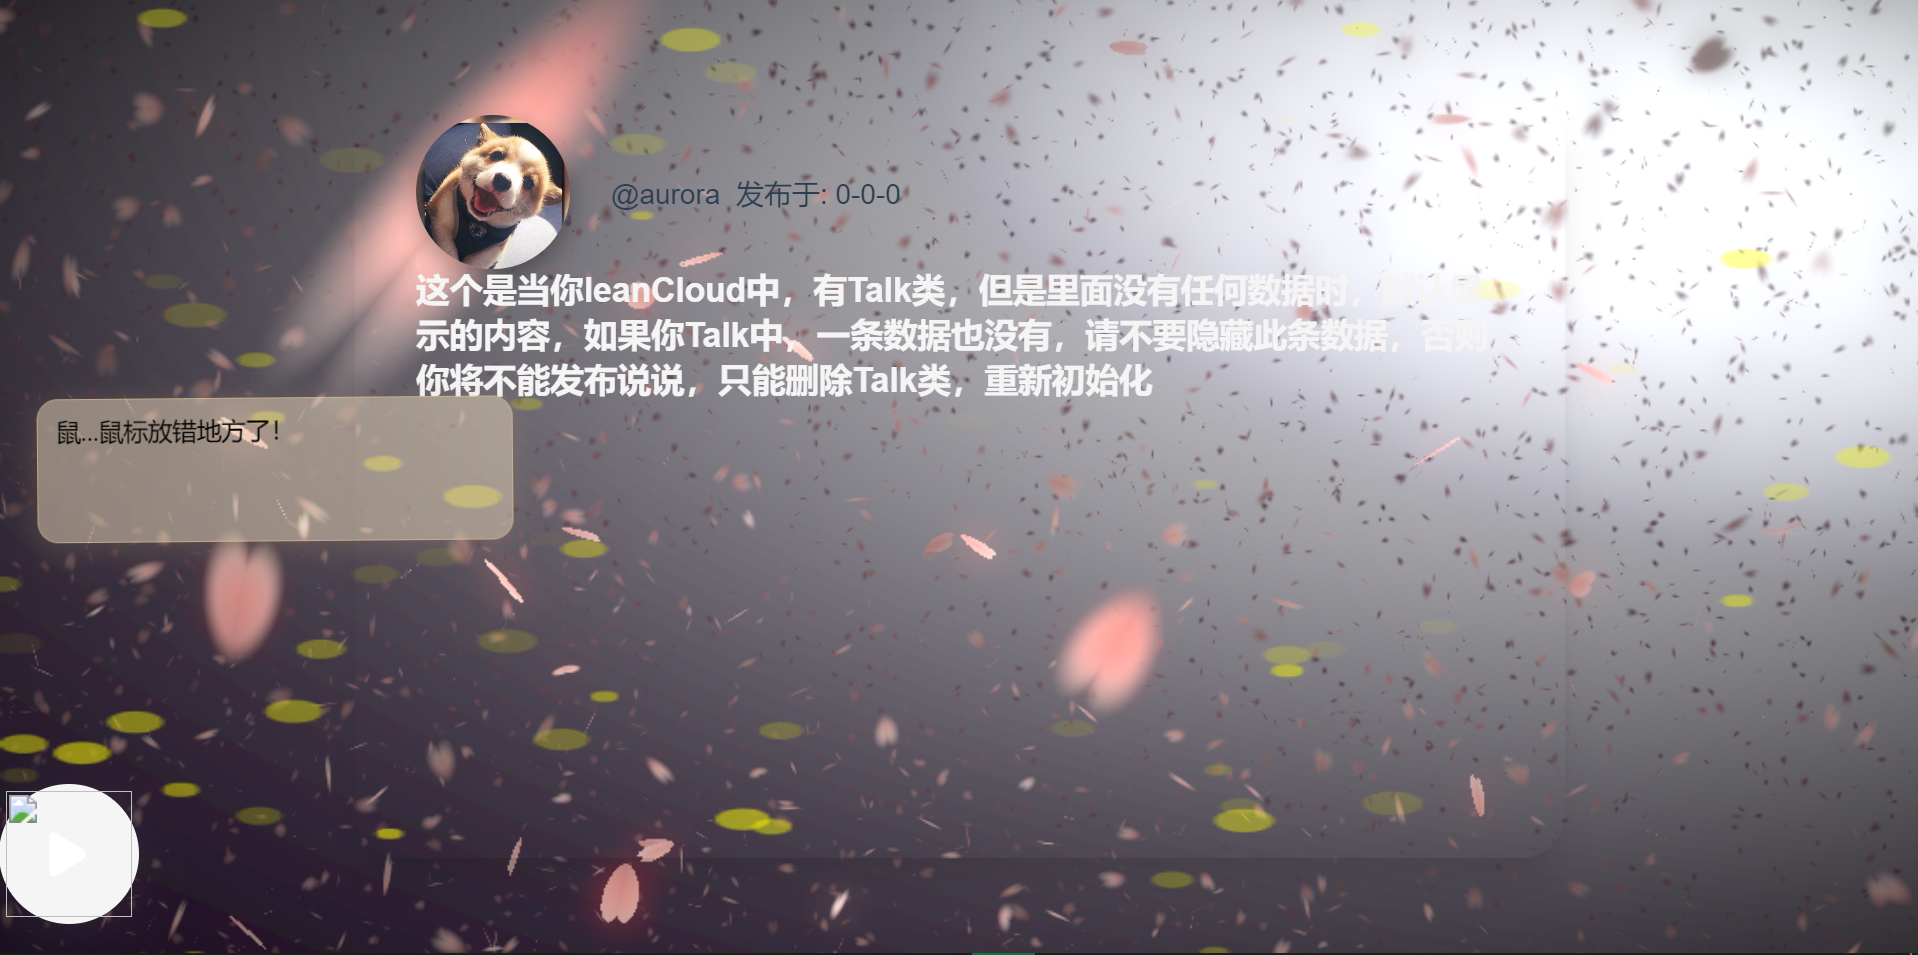 @aurora 发布于: 0-0-0
这个是当你leanCloud中，有Talk类，但是里面没有任何数据时，
示的内容，如果你Talk中，一条数据也没有，请不要隐藏此条数据，否则
你将不能发布说说，只能删除Talk类，重新初始化
鼠...鼠标放错地方了！